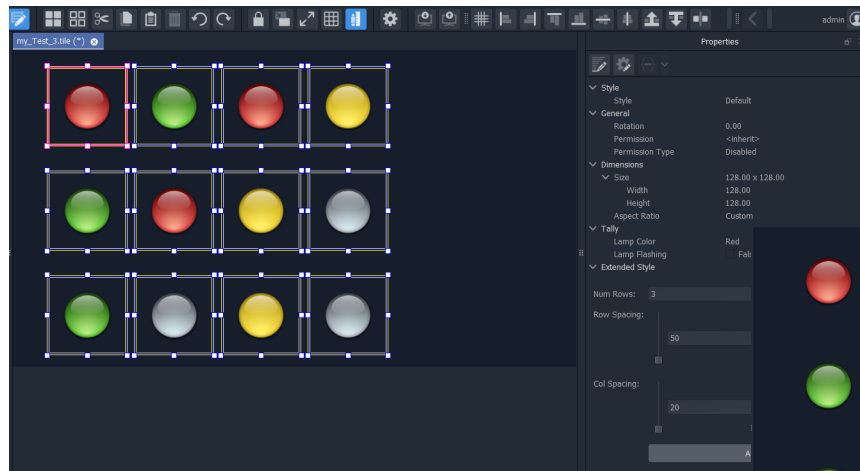 admin
my_Test_3.tile (*)
Properties
Style
Style Default
General
Rotation 0.00
Permission <inherit>
Permission Type Disabled
Dimensions
Size 128.00 x 128.00
Width 128.00
Height 128.00
Aspect Ratio Custom
Tally
Lamp Color Red
Lamp Flashing Fals
Extended Style
Num Rows: 3
Row Spacing:
50
Col Spacing:
20
A